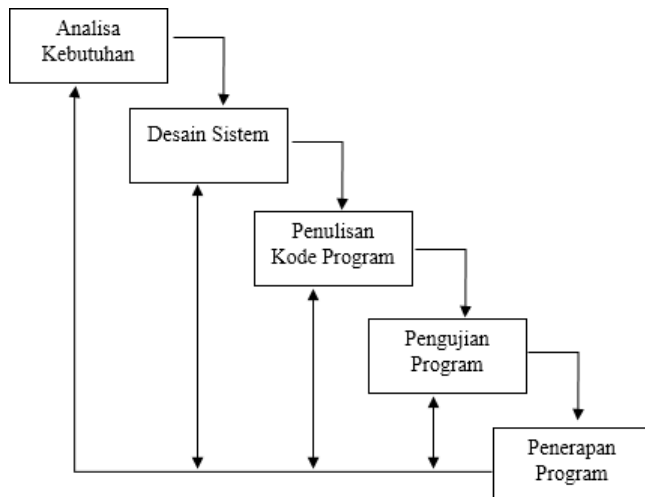 Analisa
Kebutuhan
Desain Sistem
Penulisan
Kode Program
Pengujian
Program
Penerapan
Program